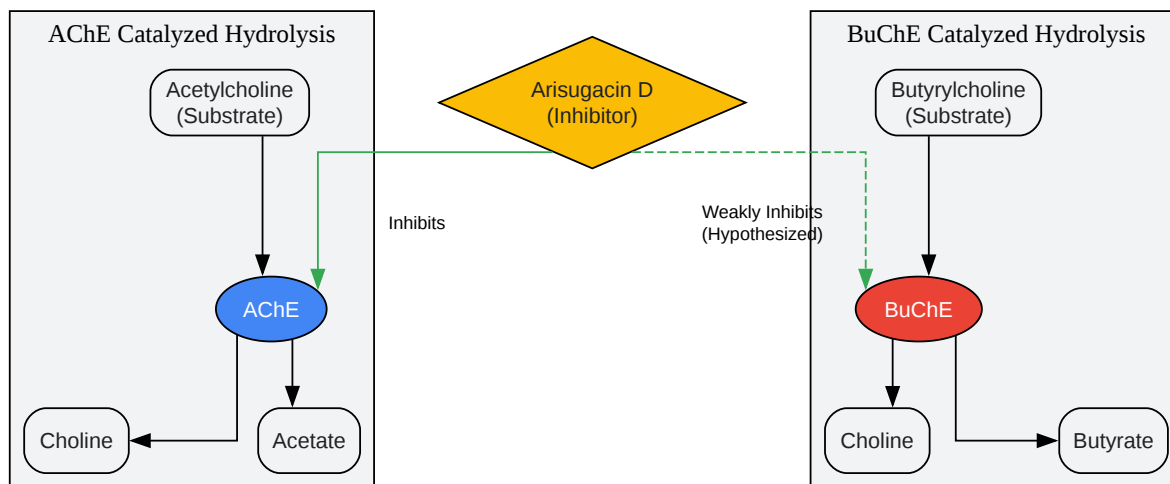 AChE Catalyzed Hydrolysis
BuChE Catalyzed Hydrolysis
Acetylcholine
(Substrate)
Arisugacin D
(Inhibitor)
Butyrylcholine
(Substrate)
Inhibits
Weakly Inhibits
(Hypothesized)
AChE
BuChE
Choline
Acetate
Choline
Butyrate